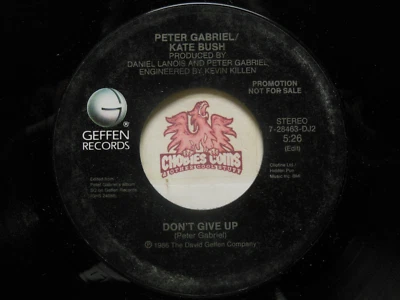 PETER GABRIEL/
KATE BUSH
PRODUCED BY
DANIEL LANOIS AND PETER GABRIEL
ENGINEERED BY KEVIN KILLEN
PROMOTION
NOT FOR SALE
GEFFEN
RECORDS
STEREO
7-28463-DJ2
5:26
(Edit)
DON'T GIVE UP
(Peter Gabriel)
℗ 1986 The David Geffen Company